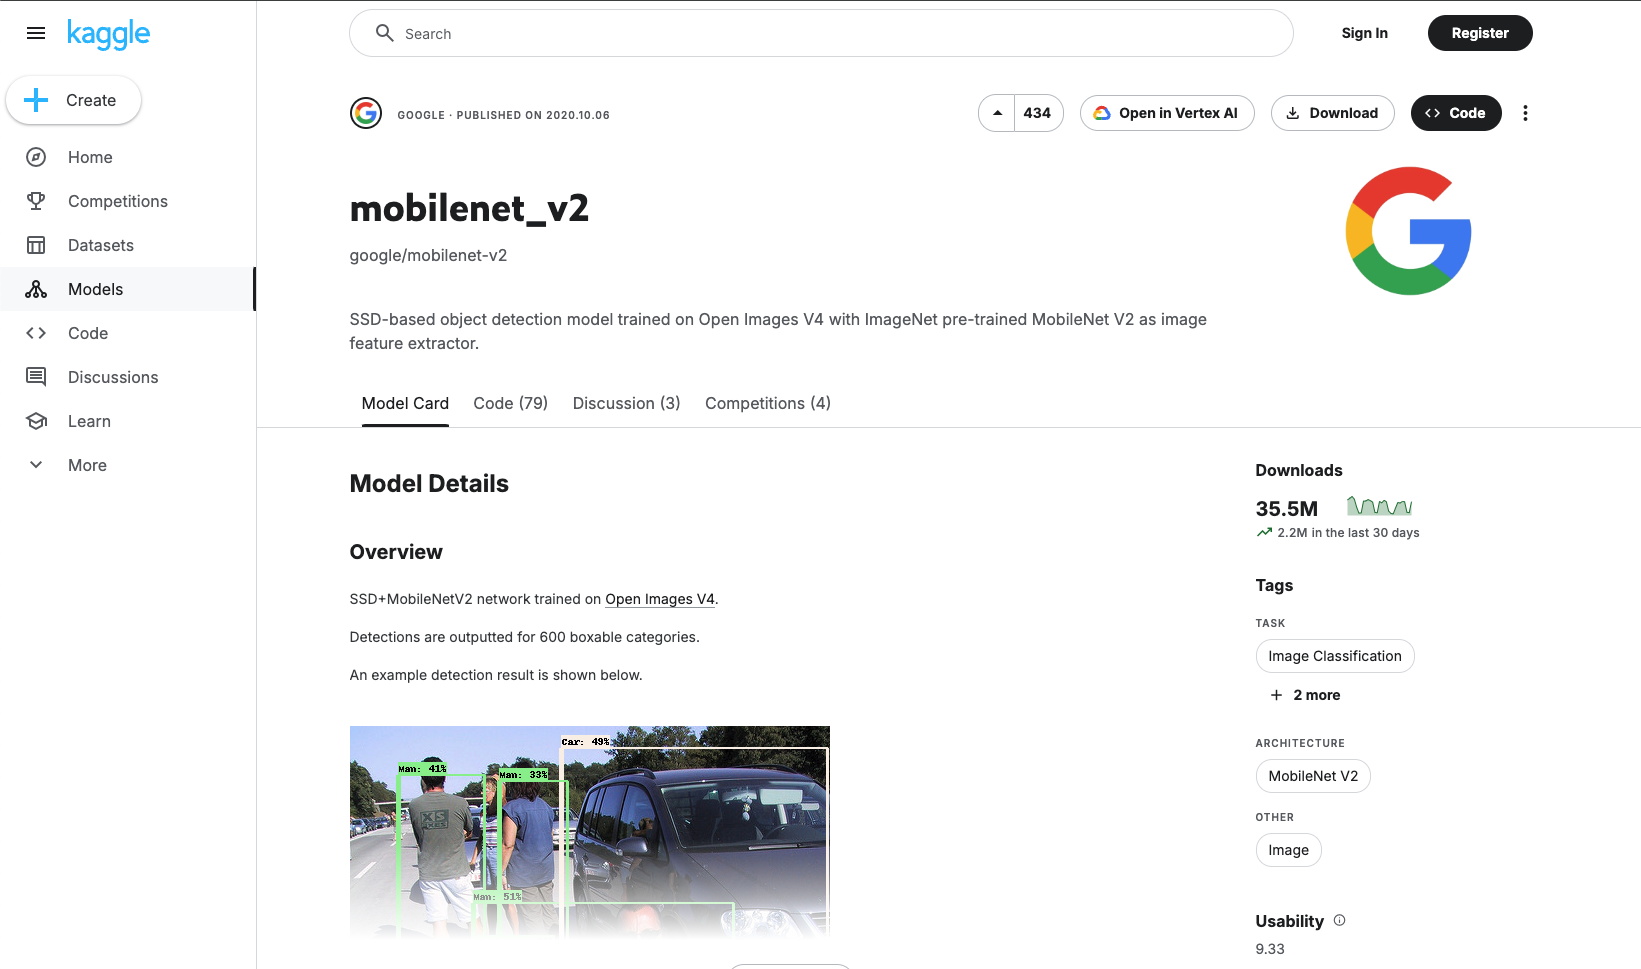 kaggle
Search
Sign In
Register
Create
Home
Competitions
Datasets
Models
Code
Discussions
Learn
More
GOOGLE · PUBLISHED ON 2020.10.06
434
Open in Vertex AI
Download
Code
mobilenet_v2
google/mobilenet-v2
SSD-based object detection model trained on Open Images V4 with ImageNet pre-trained MobileNet V2 as image
feature extractor.
Model Card
Code (79)
Discussion (3)
Competitions (4)
Model Details
Overview
SSD+MobileNetV2 network trained on Open Images V4.
Detections are outputted for 600 boxable categories.
An example detection result is shown below.
Car: 49%
Man: 41%
Man: 33%
XS
Man: 51%
Downloads
35.5M
2.2M in the last 30 days
Tags
TASK
Image Classification
2 more
ARCHITECTURE
MobileNet V2
OTHER
Image
Usability
9.33